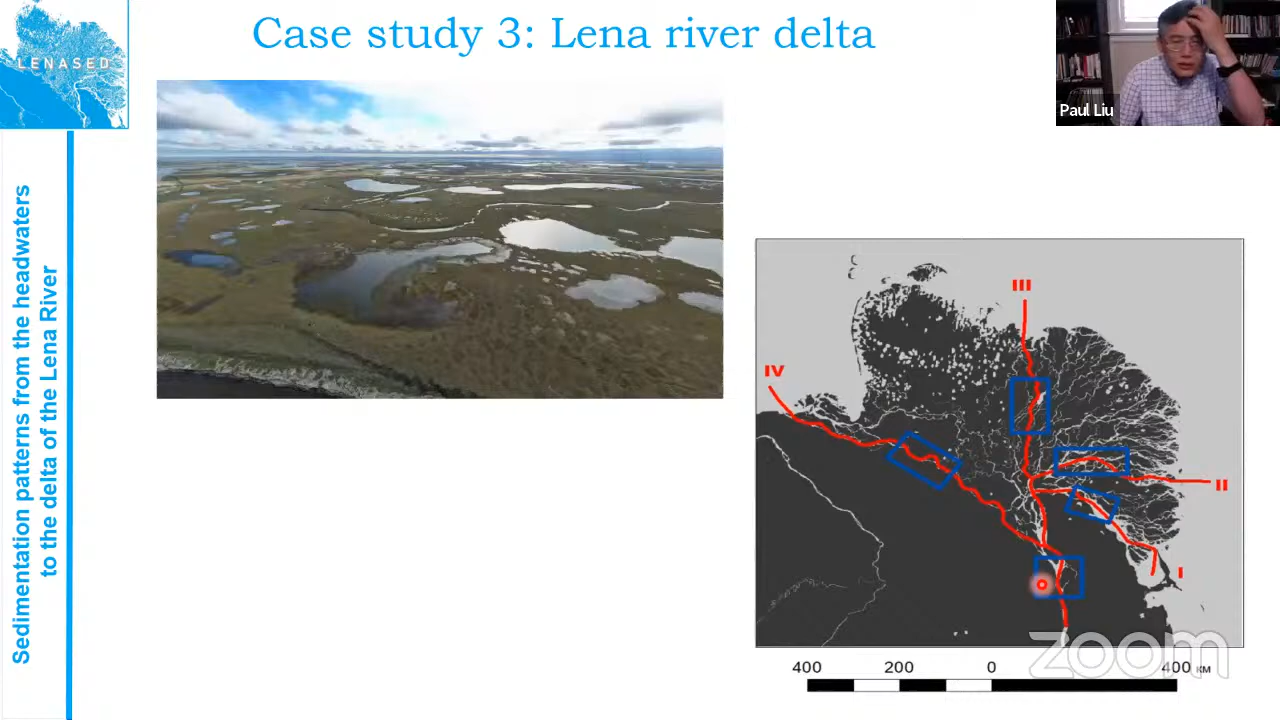 Case study 3: Lena river delta
LENASED
Paul Liu
Sedimentation patterns from the headwaters
to the delta of the Lena River
III
IV
II
I
zoom
400 200 0 400 км